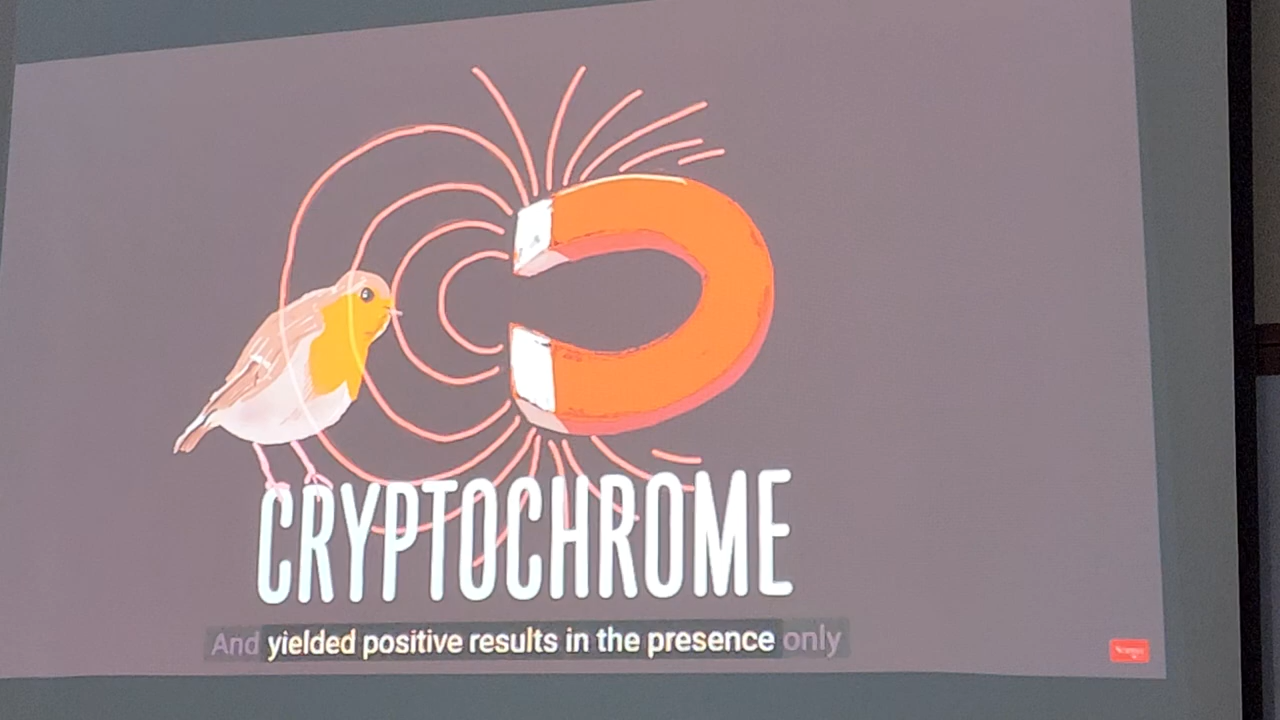 CRYPTOCHROME
And yielded positive results in the presence only